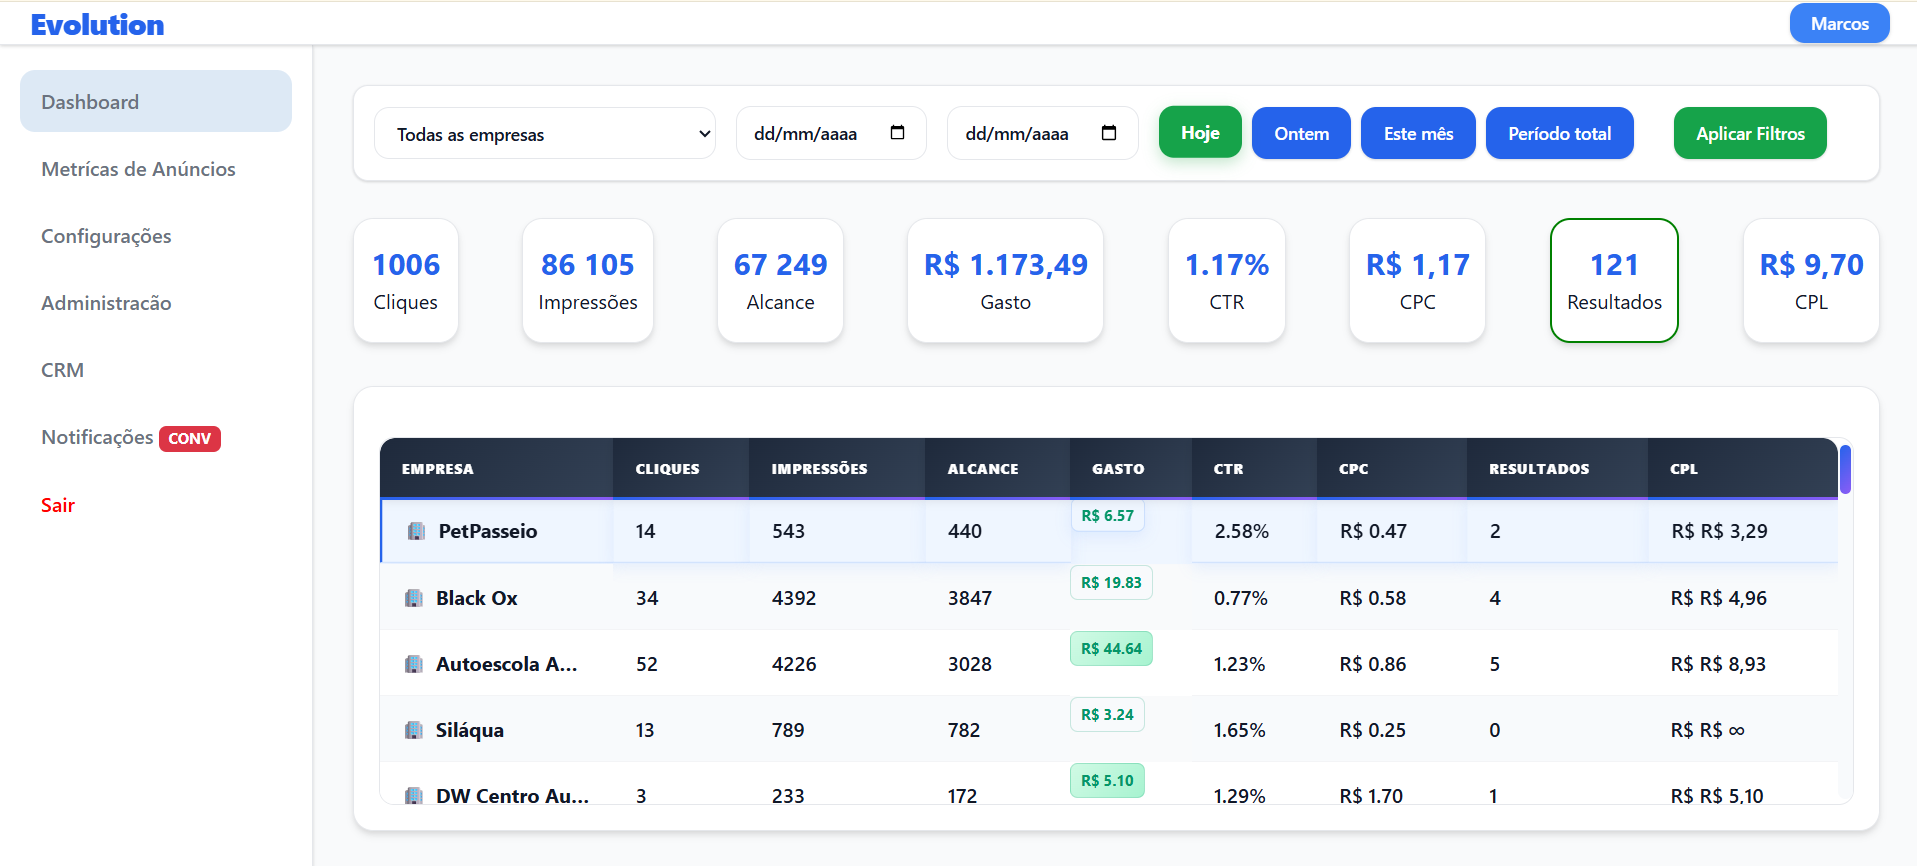 Evolution
Marcos
Dashboard
Metrícas de Anúncios
Configurações
Administracão
CRM
Notificações CONV
Sair
Todas as empresas
dd/mm/aaaa
dd/mm/aaaa
Hoje
Ontem
Este mês
Período total
Aplicar Filtros
1006
Cliques
86 105
Impressões
67 249
Alcance
R$ 1.173,49
Gasto
1.17%
CTR
R$ 1,17
CPC
121
Resultados
R$ 9,70
CPL
EMPRESA CLIQUES IMPRESSÕES ALCANCE GASTO CTR CPC RESULTADOS CPL
PetPasseio 14 543 440 R$ 6.57 2.58% R$ 0.47 2 R$ R$ 3,29
Black Ox 34 4392 3847 R$ 19.83 0.77% R$ 0.58 4 R$ R$ 4,96
Autoescola A... 52 4226 3028 R$ 44.64 1.23% R$ 0.86 5 R$ R$ 8,93
Siláqua 13 789 782 R$ 3.24 1.65% R$ 0.25 0 R$ R$ ∞
DW Centro Au... 3 233 172 R$ 5.10 1.29% R$ 1.70 1 R$ R$ 5,10